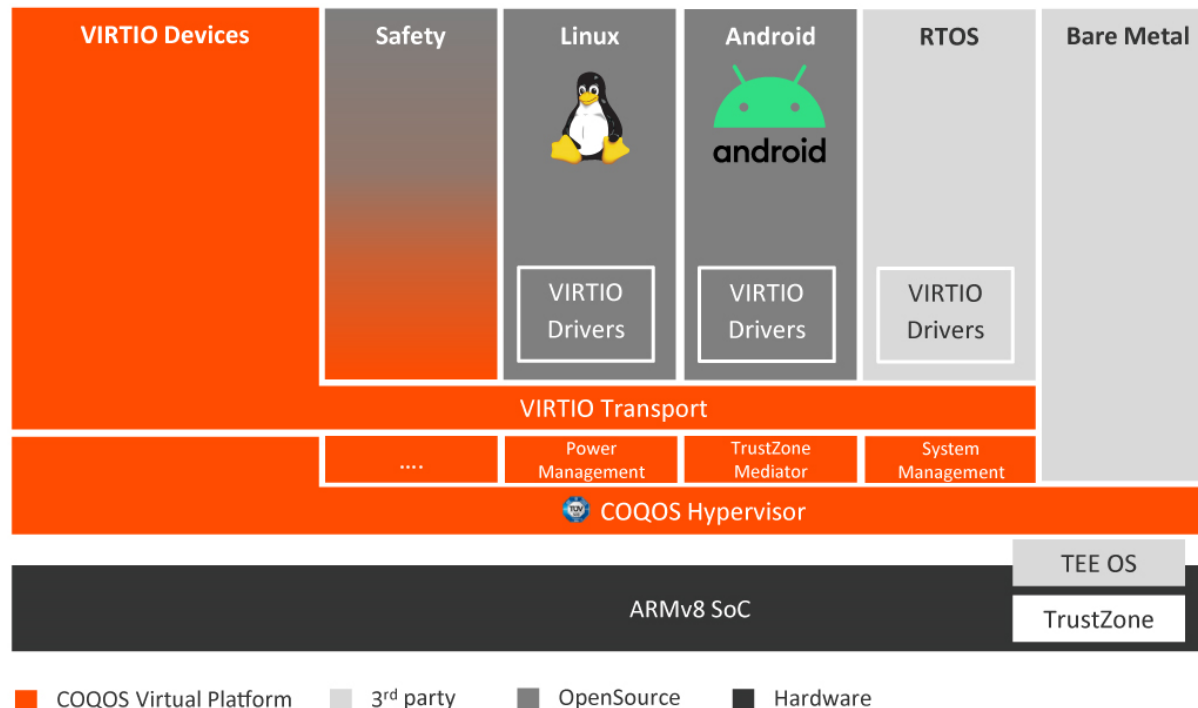 VIRTIO Devices
Safety
Linux
Android
RTOS
Bare Metal
android
VIRTIO
Drivers
VIRTIO
Drivers
VIRTIO
Drivers
VIRTIO Transport
....
Power
Management
TrustZone
Mediator
System
Management
TÜV
COQOS Hypervisor
TEE OS
ARMv8 SoC
TrustZone
COQOS Virtual Platform
3rd party
OpenSource
Hardware